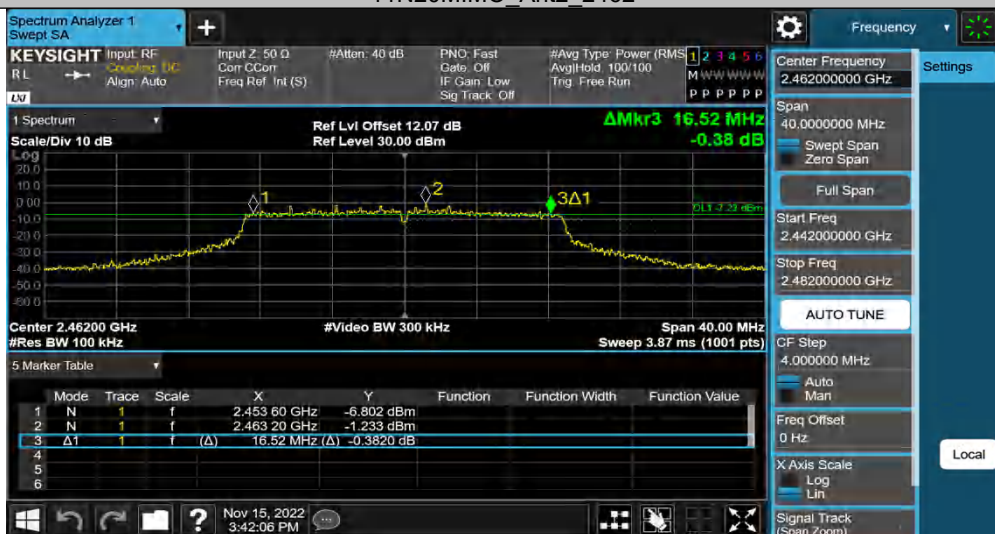 11N20MIMO_Ant2_2462
Spectrum Analyzer 1
Swept SA
+
Frequency
KEYSIGHT
RL
LXI
Input: RF
Coupling: DC
Align: Auto
Input Z: 50 Ω
Corr CCorr
Freq Ref: Int (S)
#Atten: 40 dB
PNO: Fast
Gate: Off
IF Gain: Low
Sig Track: Off
#Avg Type: Power (RMS
Avg|Hold: 100/100
Trig: Free Run
1 2 3 4 5 6
M W W W W W
P P P P P P
Center Frequency
2.462000000 GHz
Settings
Span
40.0000000 MHz
Swept Span
Zero Span
Full Span
Start Freq
2.442000000 GHz
Stop Freq
2.482000000 GHz
AUTO TUNE
CF Step
4.000000 MHz
Auto
Man
Freq Offset
0 Hz
X Axis Scale
Log
Lin
Signal Track
(Span Zoom)
Local
1 Spectrum
Scale/Div 10 dB
Ref Lvl Offset 12.07 dB
Ref Level 30.00 dBm
ΔMkr3 16.52 MHz
-0.38 dB
Log
20.0
10.0
0.00
-10.0
-20.0
-30.0
-40.0
-50.0
-60.0
1
2
3Δ1
DL1 -7.23 dBm
Center 2.46200 GHz
#Video BW 300 kHz
Span 40.00 MHz
#Res BW 100 kHz
Sweep 3.87 ms (1001 pts)
5 Marker Table
Mode Trace Scale X Y Function Function Width Function Value
1 N 1 f 2.453 60 GHz -6.802 dBm
2 N 1 f 2.463 20 GHz -1.233 dBm
3 Δ1 1 f (Δ) 16.52 MHz (Δ) -0.3820 dB
4
5
6
?
Nov 15, 2022
3:42:06 PM